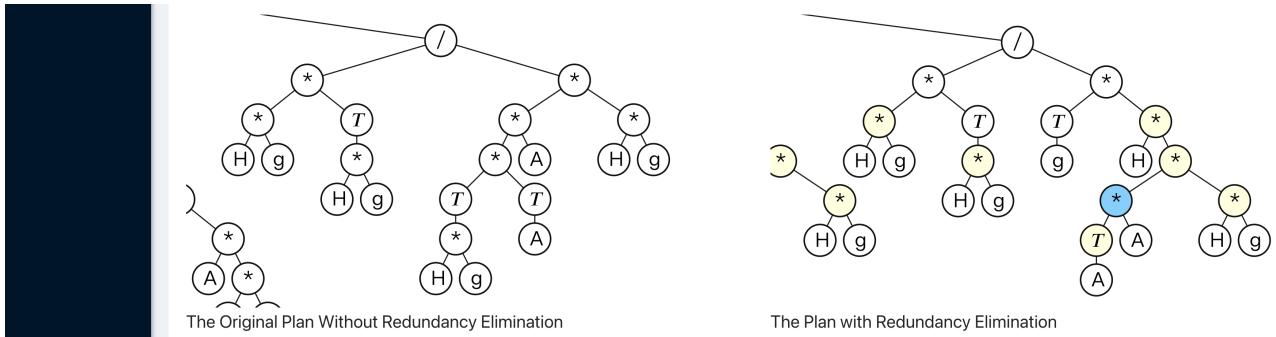 / /
* * * *
* T * * * T T *
H g * * A H g * H g * g H *
T T H g * H g * *
H g A H g T A H g
* * A
A * H g
The Original Plan Without Redundancy Elimination
The Plan with Redundancy Elimination